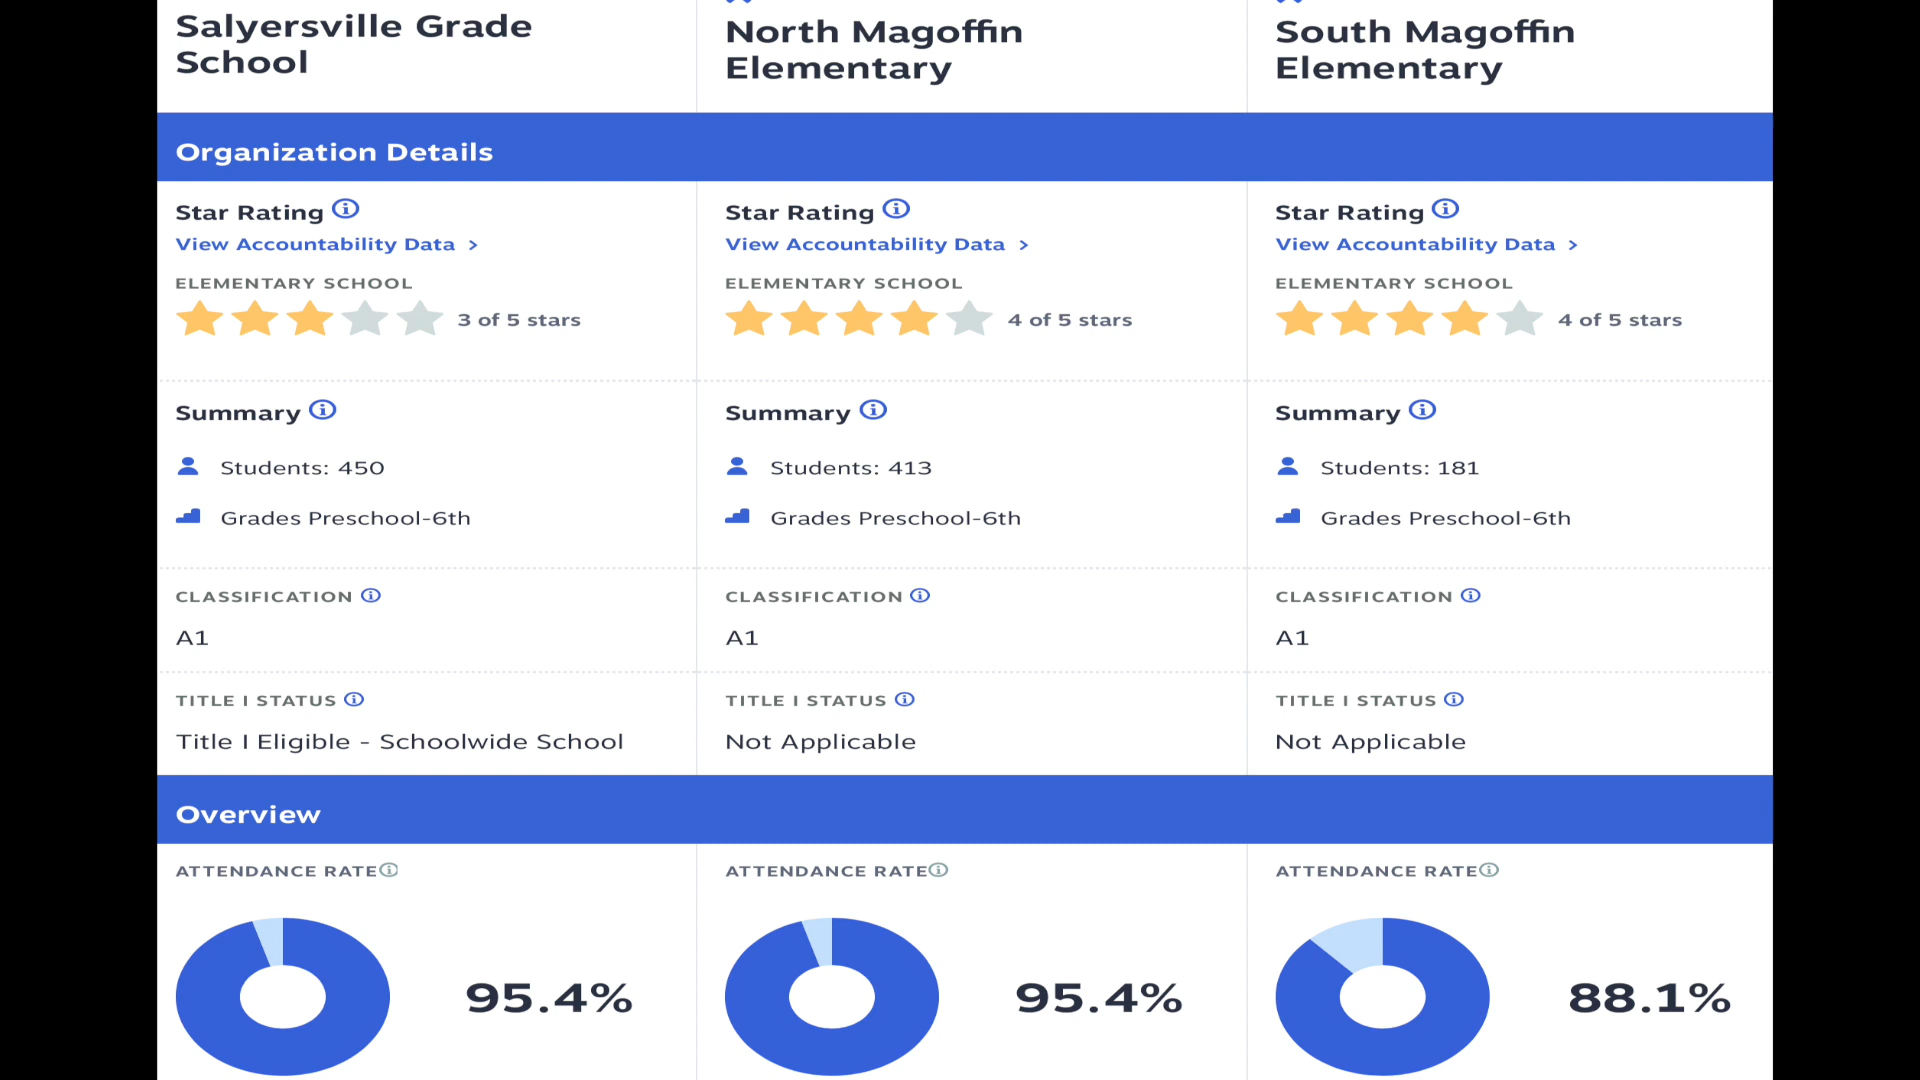 Salyersville Grade
School
North Magoffin
Elementary
South Magoffin
Elementary
Organization Details
Star Rating
View Accountability Data >
ELEMENTARY SCHOOL
3 of 5 stars
Star Rating
View Accountability Data >
ELEMENTARY SCHOOL
4 of 5 stars
Star Rating
View Accountability Data >
ELEMENTARY SCHOOL
4 of 5 stars
Summary
Students: 450
Grades Preschool-6th
Summary
Students: 413
Grades Preschool-6th
Summary
Students: 181
Grades Preschool-6th
CLASSIFICATION
A1
CLASSIFICATION
A1
CLASSIFICATION
A1
TITLE I STATUS
Title I Eligible - Schoolwide School
TITLE I STATUS
Not Applicable
TITLE I STATUS
Not Applicable
Overview
ATTENDANCE RATE
95.4%
ATTENDANCE RATE
95.4%
ATTENDANCE RATE
88.1%